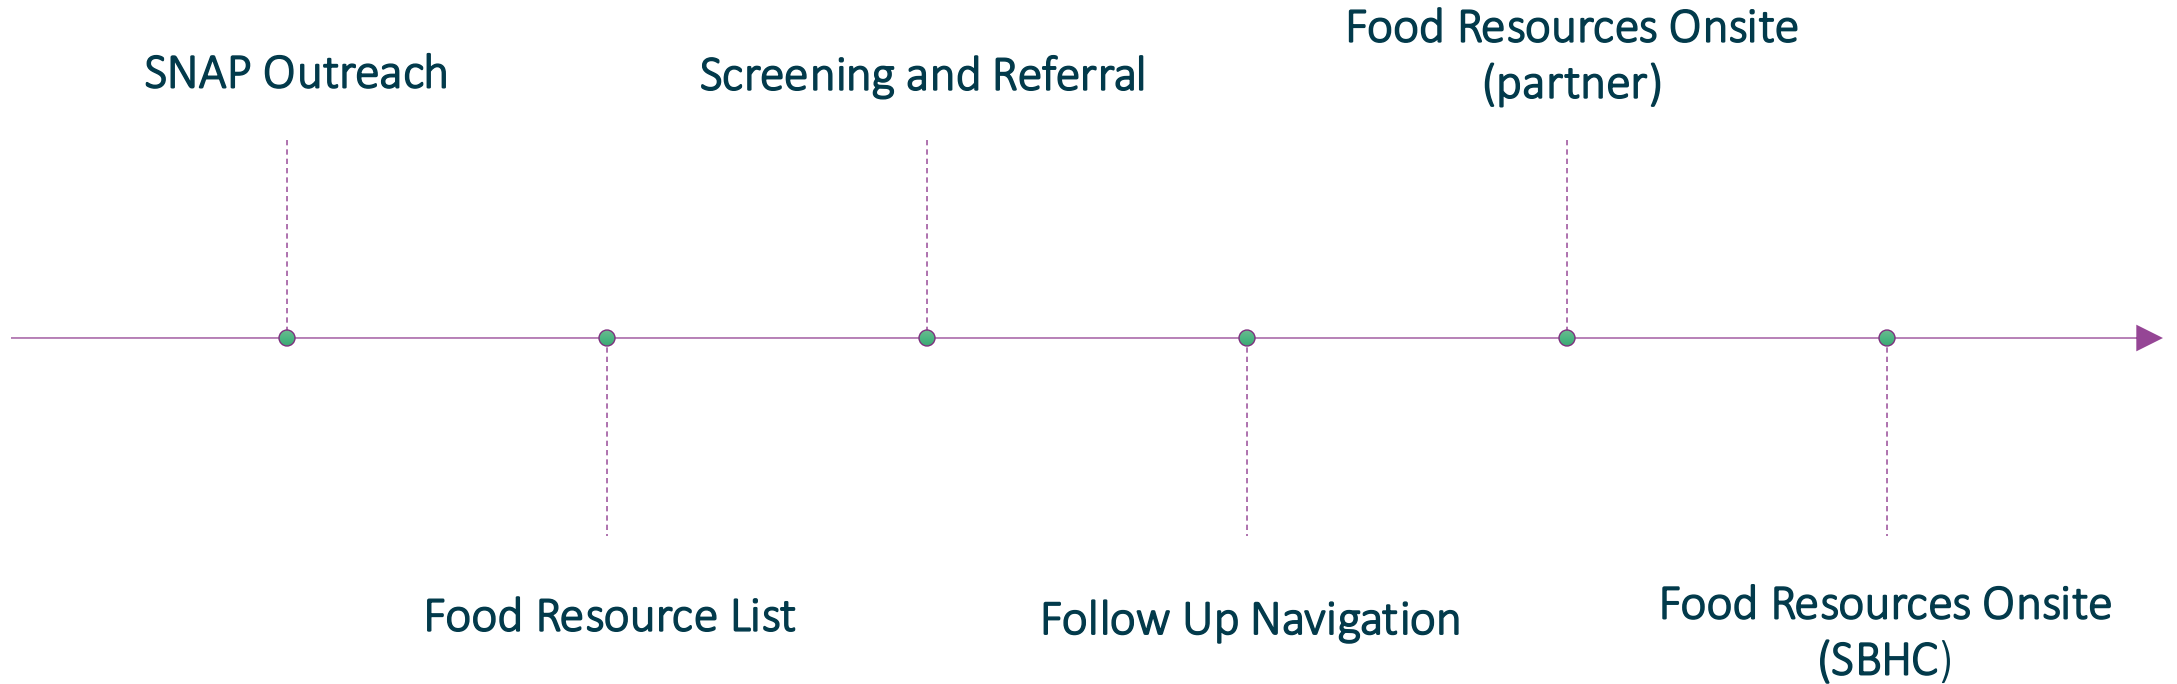 SNAP Outreach
Food Resource List
Screening and Referral
Follow Up Navigation
Food Resources Onsite
(partner)
Food Resources Onsite
(SBHC)